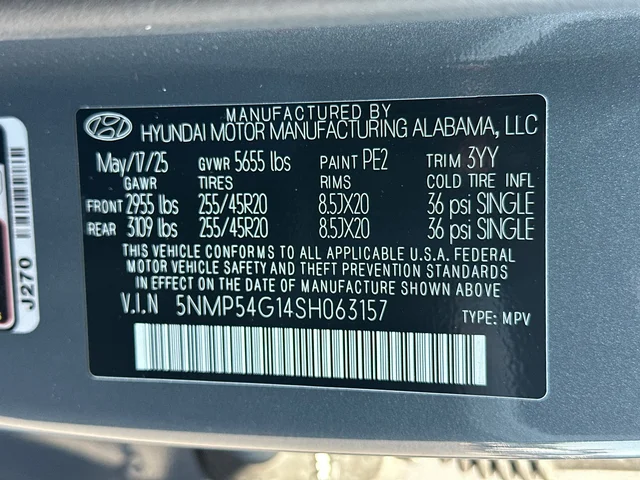 MANUFACTURED BY
HYUNDAI MOTOR MANUFACTURING ALABAMA, LLC
May/17/25 GVWR 5655 lbs PAINT PE2 TRIM 3YY
GAWR TIRES RIMS COLD TIRE INFL
FRONT 2955 lbs 255/45R20 8.5JX20 36 psi SINGLE
REAR 3109 lbs 255/45R20 8.5JX20 36 psi SINGLE
THIS VEHICLE CONFORMS TO ALL APPLICABLE U.S.A. FEDERAL
MOTOR VEHICLE SAFETY AND THEFT PREVENTION STANDARDS
IN EFFECT ON THE DATE OF MANUFACTURE SHOWN ABOVE.
V.I.N 5NMP54G14SH063157
TYPE: MPV
J270